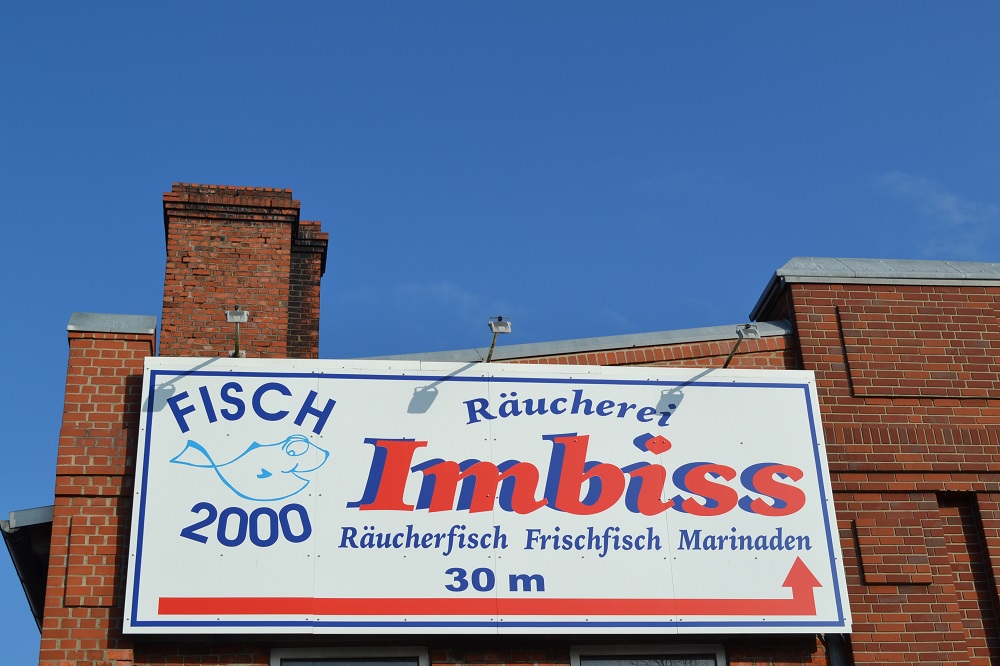 FISCH
2000
Räucherei
Imbiss
Räucherfisch Frischfisch Marinaden
30 m